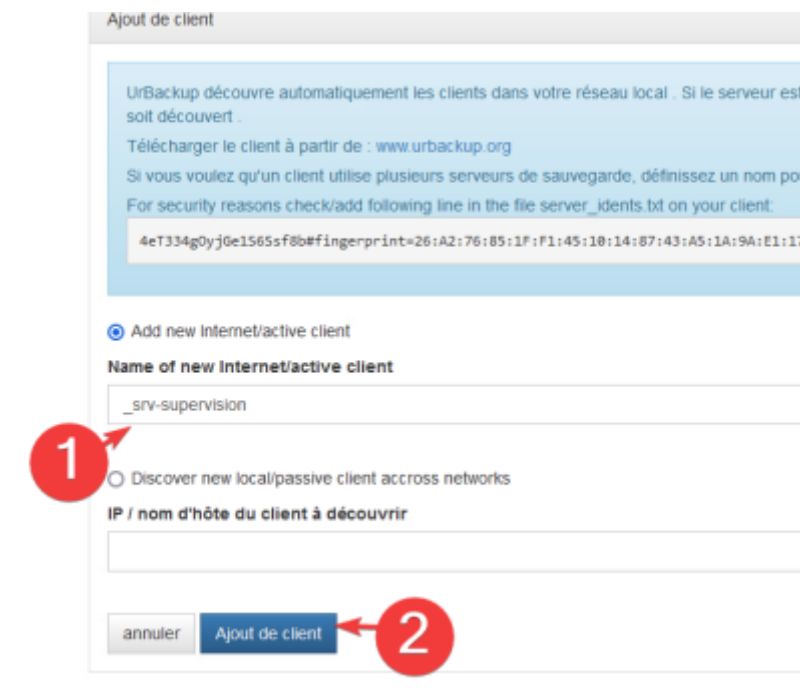 Ajout de client
UrBackup découvre automatiquement les clients dans votre réseau local . Si le serveur est
soit découvert .
Télécharger le client à partir de : www.urbackup.org
Si vous voulez qu'un client utilise plusieurs serveurs de sauvegarde, définissez un nom pou
For security reasons check/add following line in the file server_idents.txt on your client:
4eT334gOyjGe1S65sf8b#fingerprint=26:A2:76:85:1F:F1:45:10:14:87:43:A5:1A:9A:E1:17
Add new Internet/active client
Name of new Internet/active client
_srv-supervision
1
Discover new local/passive client accross networks
IP / nom d'hôte du client à découvrir
annuler
Ajout de client
2